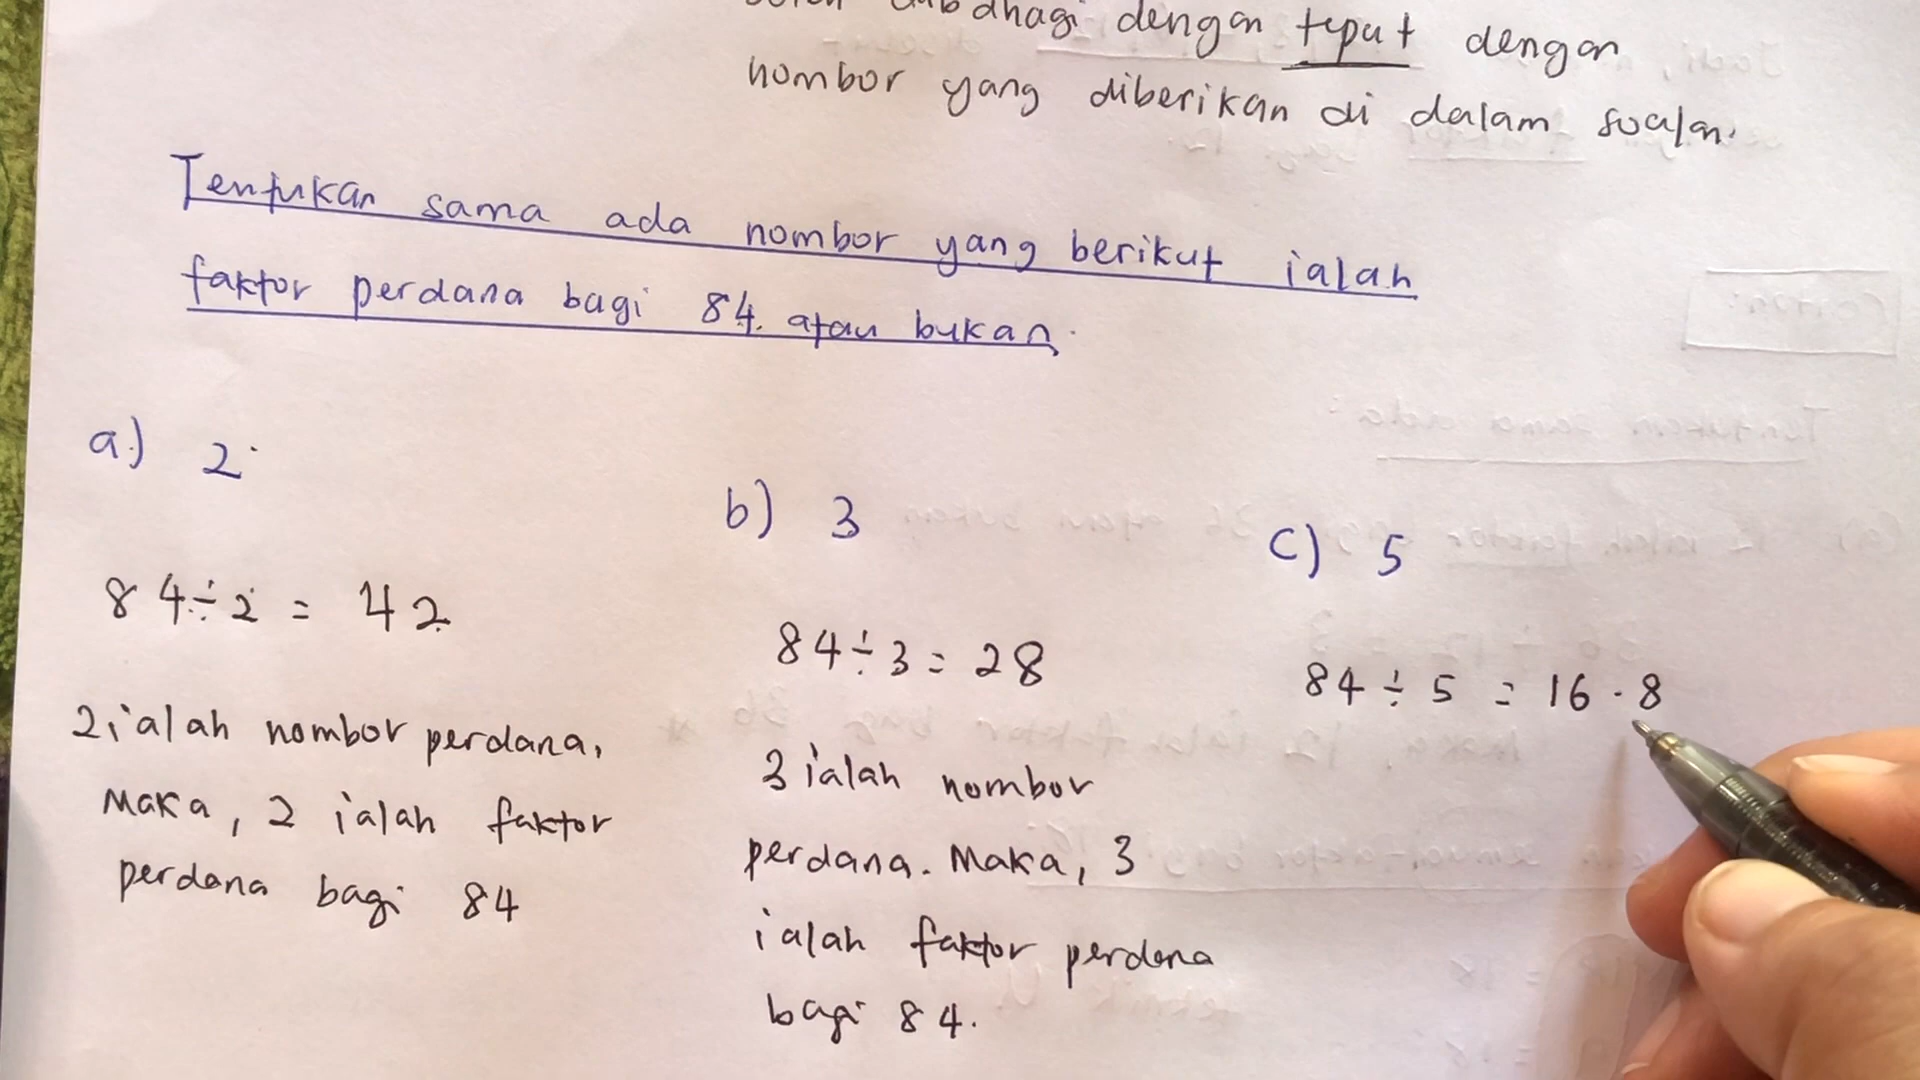 dengan tepat dengan
nombor yang diberikan di dalam soalan.
Tentukan sama ada nombor yang berikut ialah
faktor perdana bagi 84 atau bukan.
a) 2
84 ÷ 2 = 42
2 ialah nombor perdana.
Maka, 2 ialah faktor
perdana bagi 84
b) 3
84 ÷ 3 = 28
3 ialah nombor
perdana. Maka, 3
ialah faktor perdana
bagi 84.
c) 5
84 ÷ 5 = 16.8